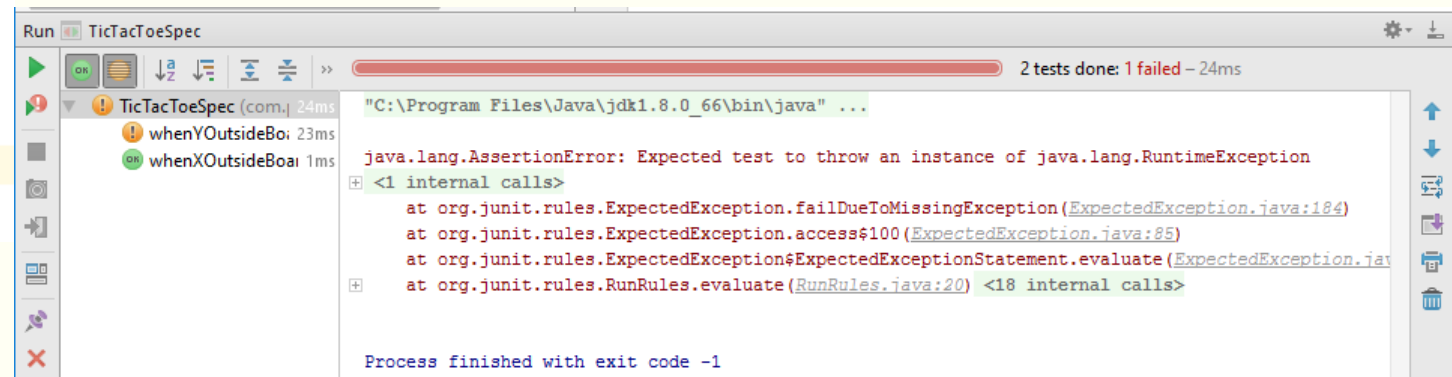 Run TicTacToeSpec
2 tests done: 1 failed – 24ms
TicTacToeSpec (com.| 24ms
whenYOutsideBoa 23ms
whenXOutsideBoar 1ms
"C:\Program Files\Java\jdk1.8.0_66\bin\java" ...
java.lang.AssertionError: Expected test to throw an instance of java.lang.RuntimeException
<1 internal calls>
at org.junit.rules.ExpectedException.failDueToMissingException(ExpectedException.java:184)
at org.junit.rules.ExpectedException.access$100(ExpectedException.java:85)
at org.junit.rules.ExpectedException$ExpectedExceptionStatement.evaluate(ExpectedException.jav
at org.junit.rules.RunRules.evaluate(RunRules.java:20) <18 internal calls>
Process finished with exit code -1